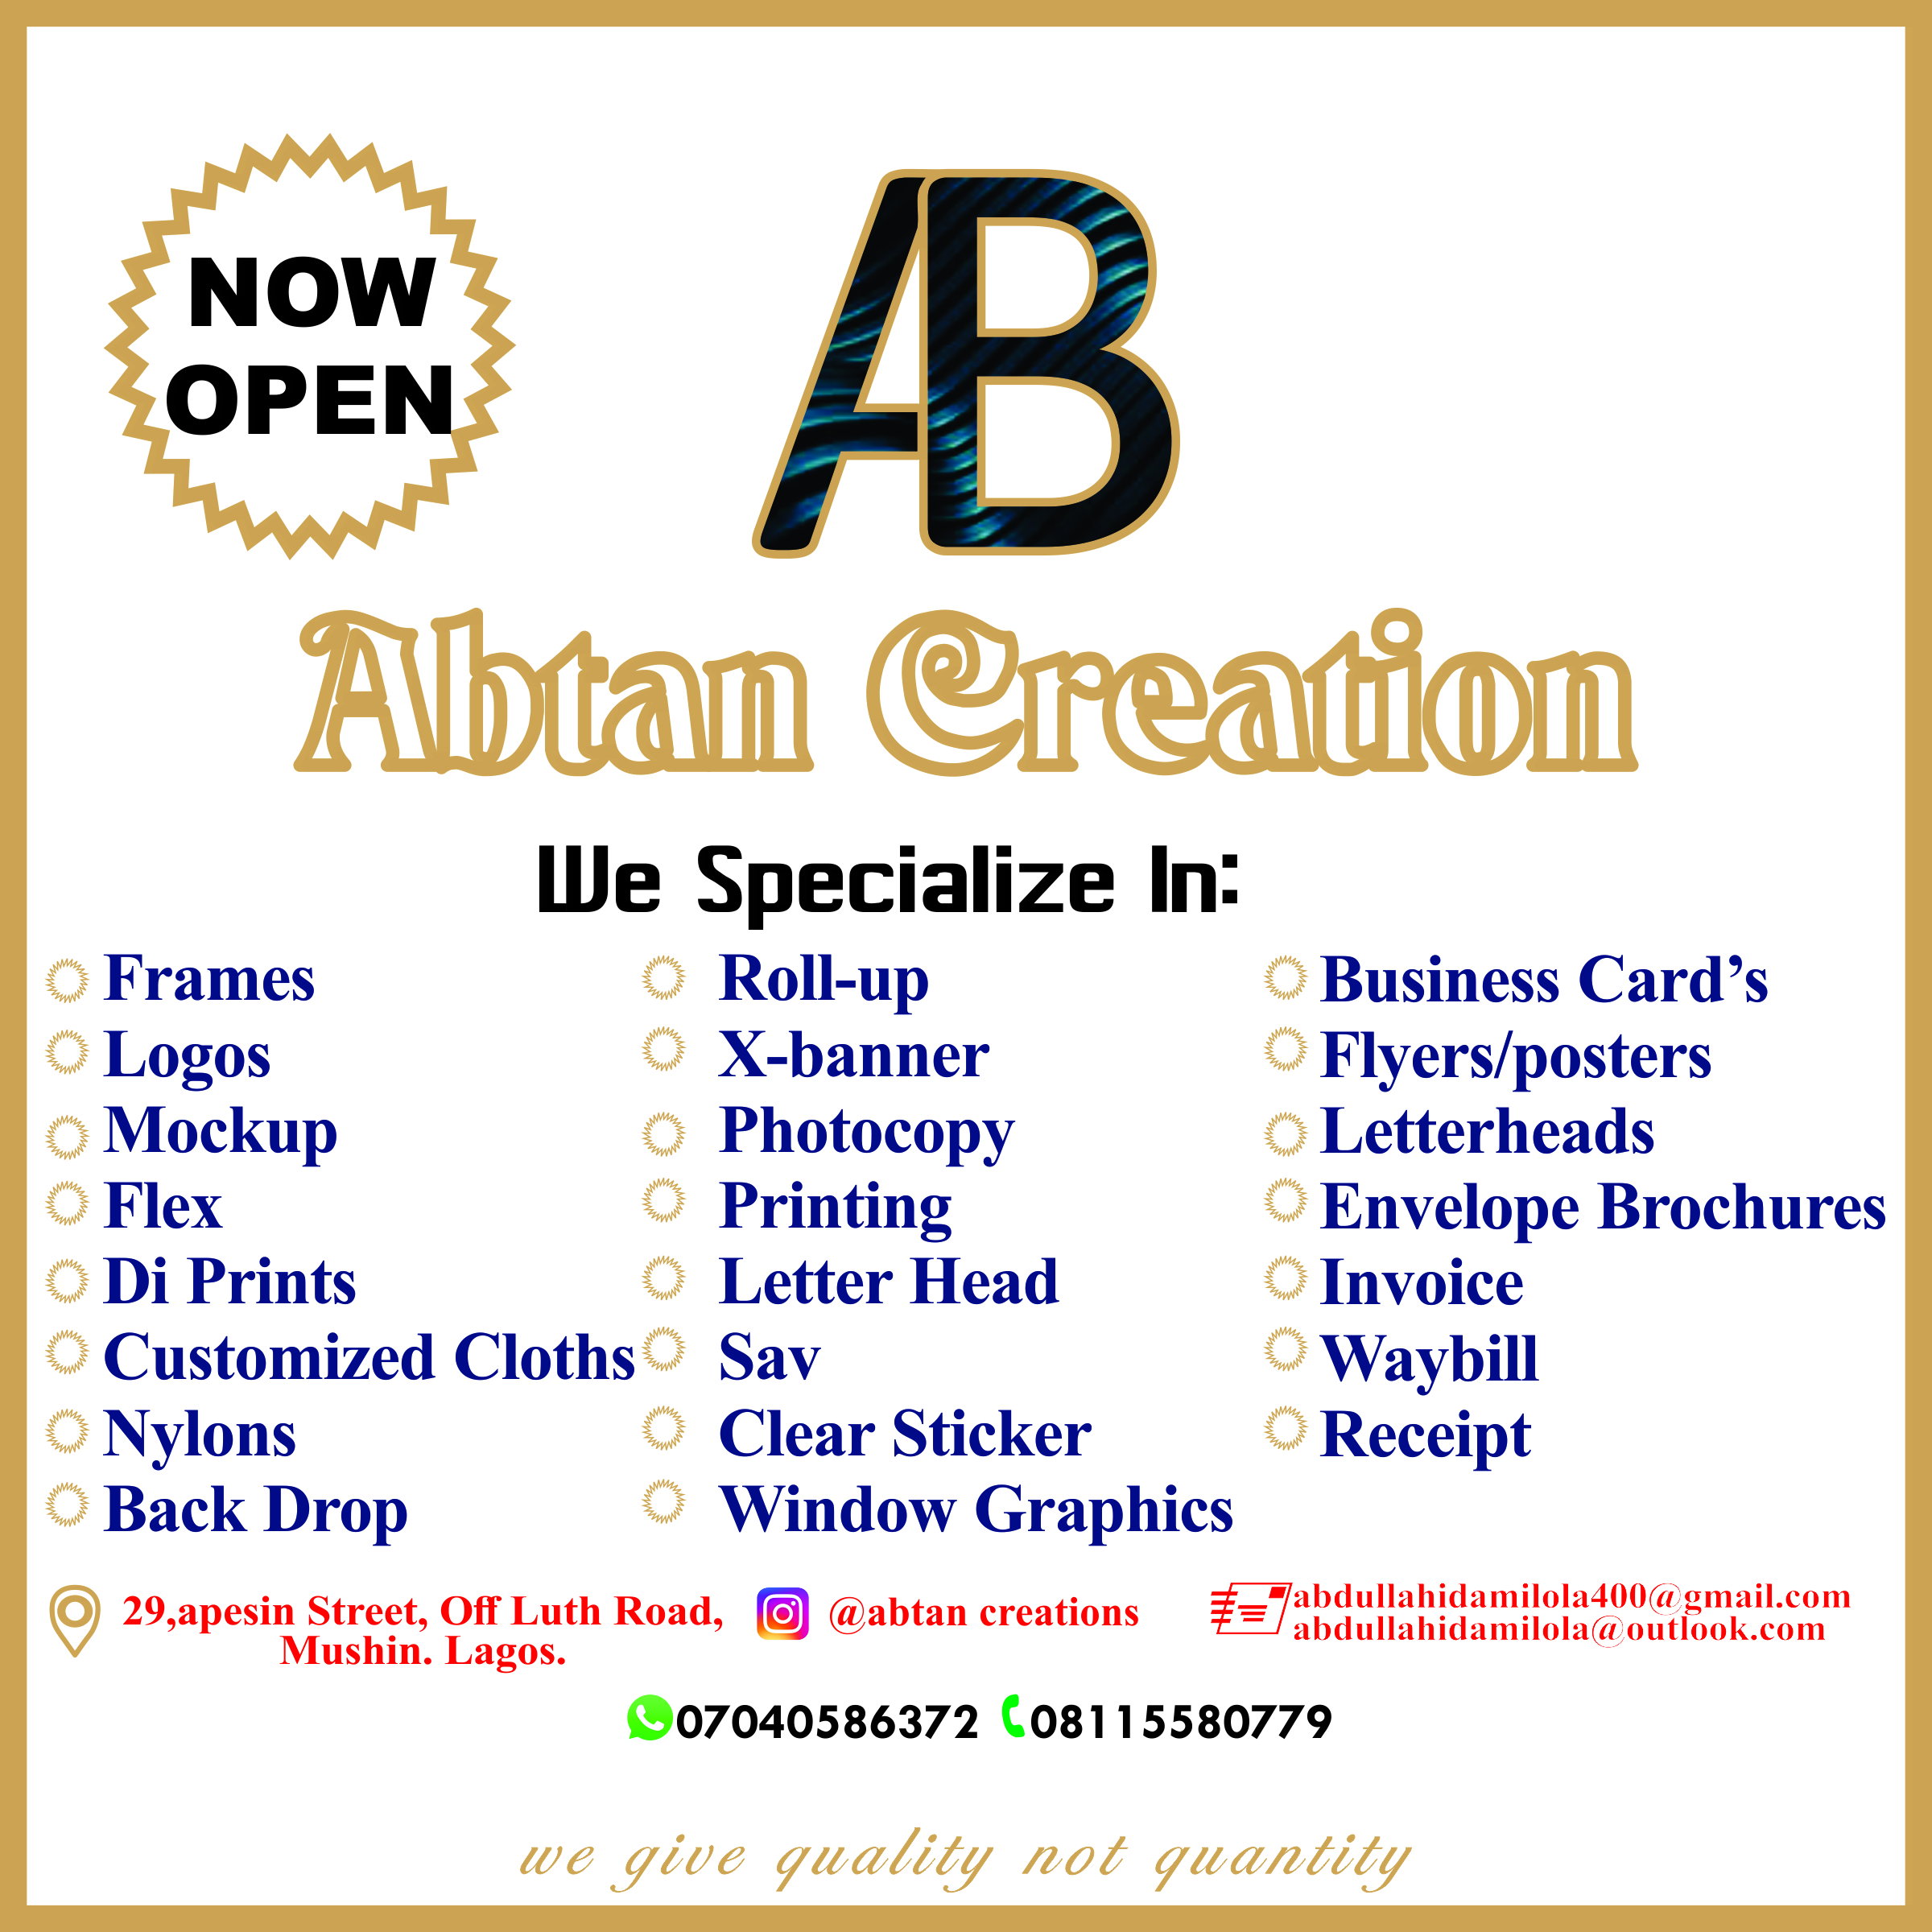 NOW
OPEN
AB
Abtan Creation
We Specialize In:
Frames
Logos
Mockup
Flex
Di Prints
Customized Cloths
Nylons
Back Drop
Roll-up
X-banner
Photocopy
Printing
Letter Head
Sav
Clear Sticker
Window Graphics
Business Card’s
Flyers/posters
Letterheads
Envelope Brochures
Invoice
Waybill
Receipt
29,apesin Street, Off Luth Road,
Mushin. Lagos.
@abtan creations
abdullahidamilola400@gmail.com
abdullahidamilola@outlook.com
07040586372 08115580779
we give quality not quantity